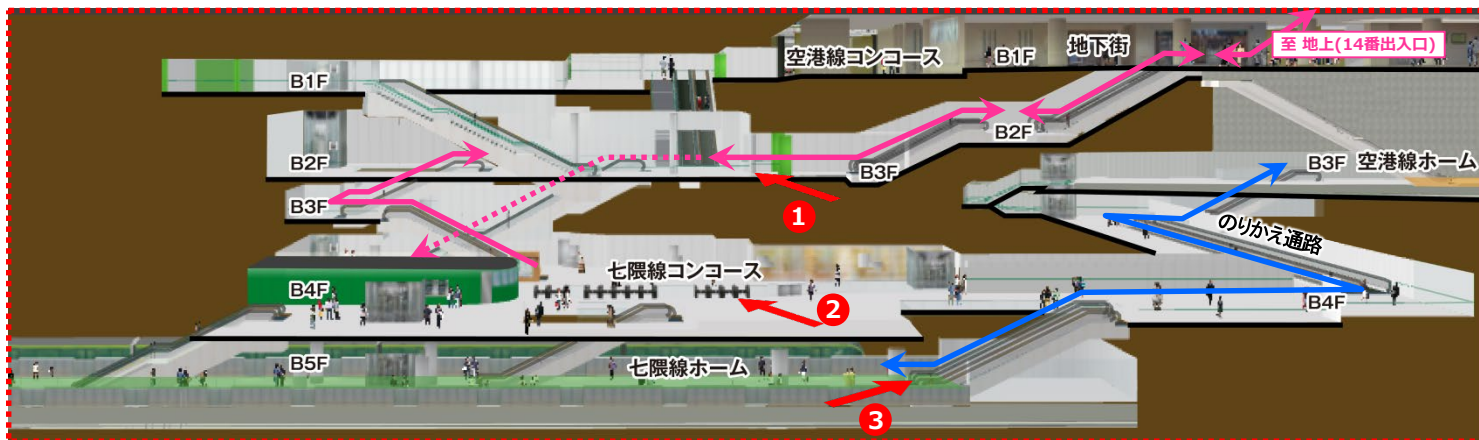 空港線コンコース
B1F
地下街
至 地上(14番出入口)
B1F
B2F
B2F
B3F
B3F 空港線ホーム
B3F
1
のりかえ通路
七隈線コンコース
B4F
B4F
2
B5F
七隈線ホーム
3